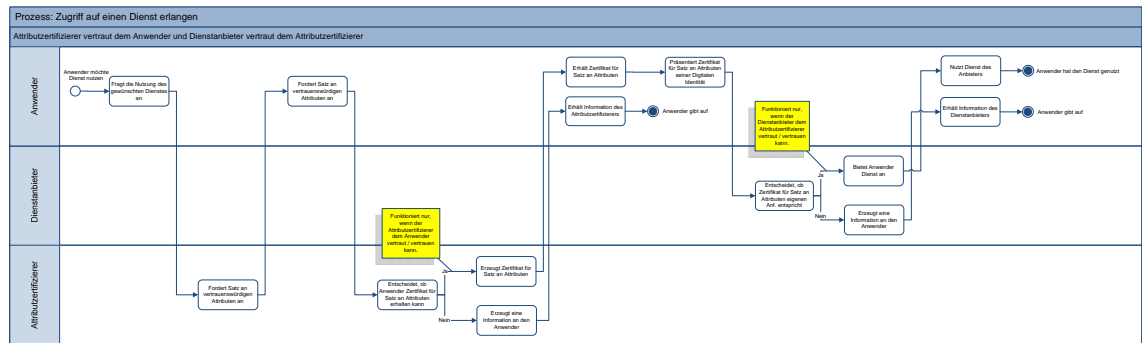 Prozess: Zugriff auf einen Dienst erlangen
Attributzertifizierer vertraut dem Anwender und Dienstanbieter vertraut dem Attributzertifizierer
Anwender
Anwender möchte
Dienst nutzen
Fragt die Nutzung des
gewünschten Dienstes
an
Fordert Satz an
vertrauenswürdigen
Attributen an
Erhält Zertifikat für
Satz an Attributen
Präsentiert Zertifikat
für Satz an Attributen
seiner Digitalen
Identität
Nutzt Dienst des
Anbieters
Anwender hat den Dienst genutzt
Erhält Information des
Attributzertifizierers
Anwender gibt auf
Erhält Information des
Dienstanbieters
Anwender gibt auf
Funktioniert nur,
wenn der
Dienstanbieter dem
Attributzertifizierer
vertraut / vertrauen
kann.
Dienstanbieter
Entscheidet, ob
Zertifikat für Satz an
Attributen eigenen
Anf. entspricht
Ja
Nein
Bietet Anwender
Dienst an
Erzeugt eine
Information an den
Anwender
Funktioniert nur,
wenn der
Attributzertifizierer
dem Anwender
vertraut / vertrauen
kann.
Attributzertifizierer
Fordert Satz an
vertrauenswürdigen
Attributen an
Entscheidet, ob
Anwender Zertifikat für
Satz an Attributen
erhalten kann
Ja
Nein
Erzeugt Zertifikat für
Satz an Attributen
Erzeugt eine
Information an den
Anwender